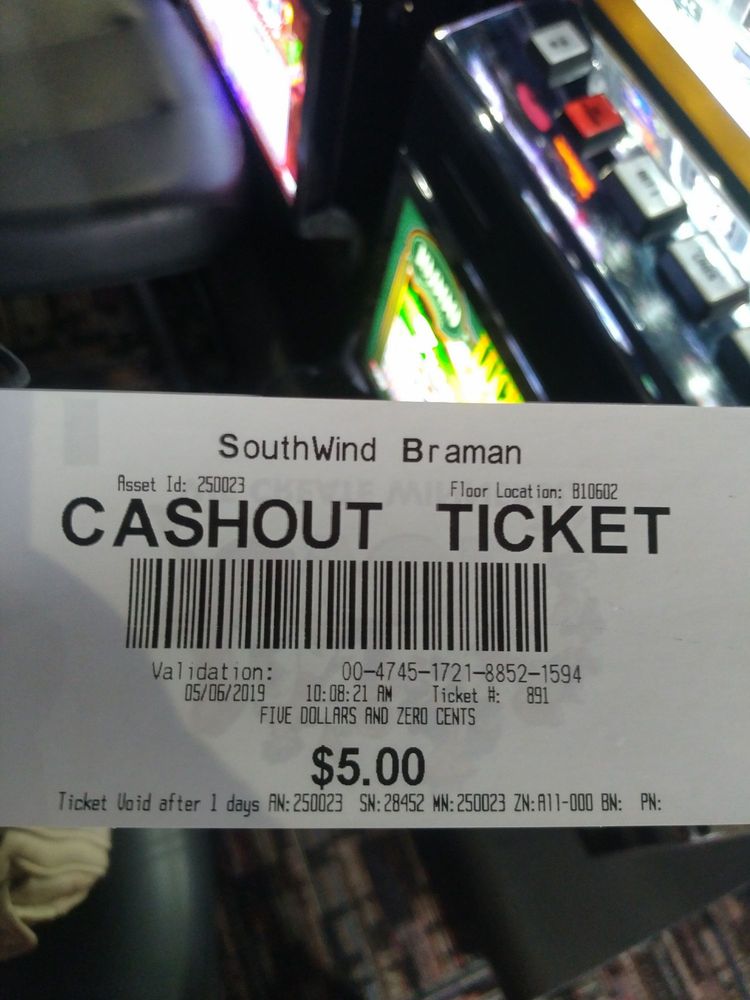 SouthWind Braman
Asset Id: 250023 Floor Location: B10602
CASHOUT TICKET
Validation: 00-4745-1721-8852-1594
05/06/2019 10:08:21 AM Ticket #: 891
FIVE DOLLARS AND ZERO CENTS
$5.00
Ticket Void after 1 days AN:250023 SN:28452 MN:250023 ZN:A11-000 BN: PN: